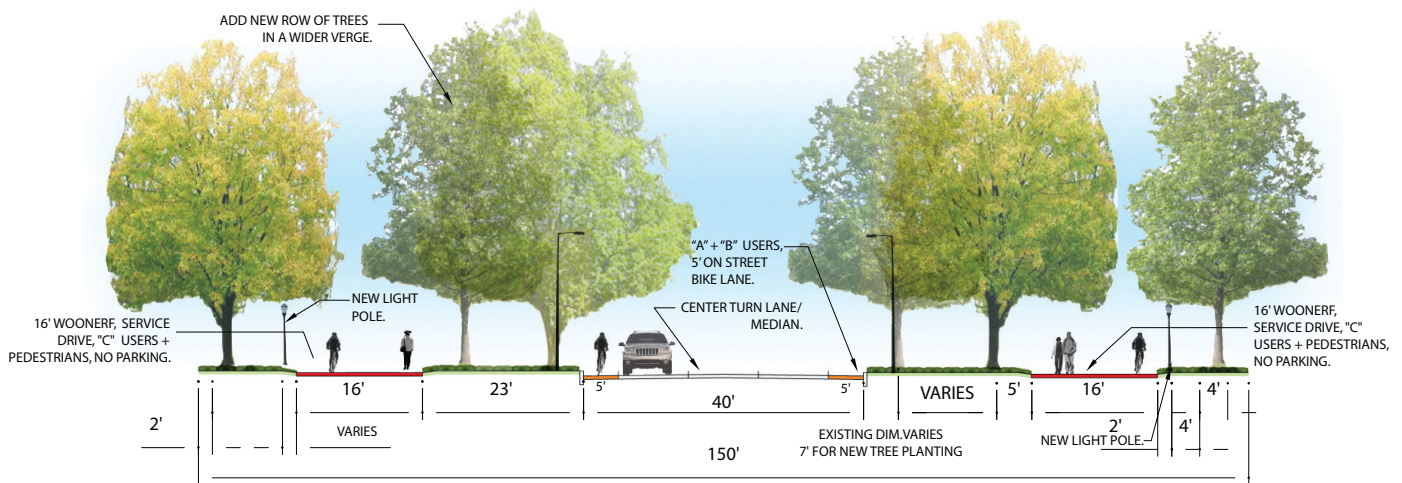 ADD NEW ROW OF TREES
IN A WIDER VERGE.
"A" + "B" USERS,
5' ON STREET
BIKE LANE.
CENTER TURN LANE/
MEDIAN.
NEW LIGHT
POLE.
16' WOONERF, SERVICE
DRIVE, "C" USERS +
PEDESTRIANS, NO PARKING.
16' WOONERF,
SERVICE DRIVE, "C"
USERS + PEDESTRIANS,
NO PARKING.
16'
23'
5'
40'
5'
VARIES
5'
16'
4'
2'
VARIES
EXISTING DIM.VARIES
7' FOR NEW TREE PLANTING
2'
4'
NEW LIGHT POLE.
150'